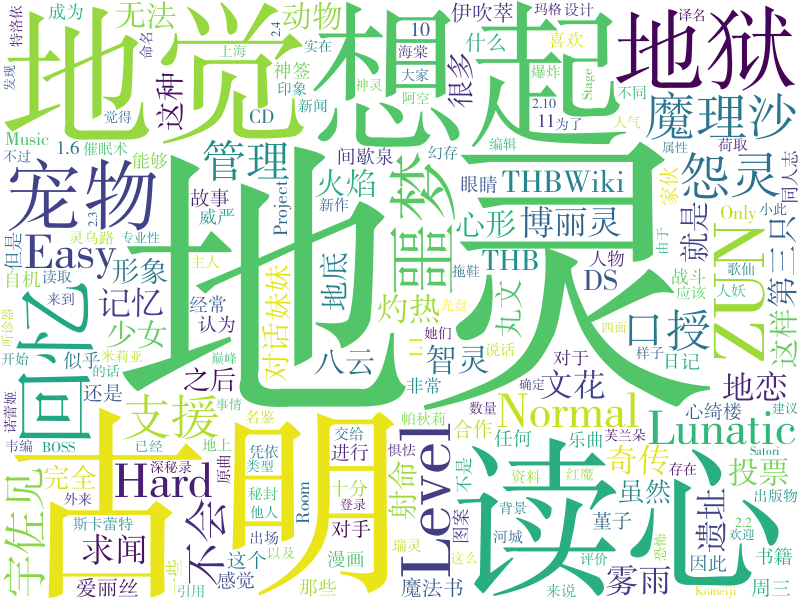 地觉
想起
地狱
地灵
古明
读心
宠物
回忆
噩梦
ZUN
魔理沙
怨灵
管理
火焰
THBWiki
博丽灵
心形
THB
DS
就是
第三只
口授
智灵
文花
地恋
Normal
Lunatic
Level
Hard
Easy
支援
宇佐见
不会
求闻
爱丽丝
八云
灼热
丸文
地底
对话
妹妹
少女
记忆
形象
奇传
投票
遗址
雾雨
射命
虽然
这样
这种
无法
动物
伊吹萃
很多
间歇泉
眼睛
之后
似乎
还是
完全
但是
自机
读取
灵乌路
专业性
主人
经常
认为
故事
威严
能够
催眠术
1.6
Music
CD
Project
神签
印象
新闻
海棠
大家
阿空
神灵
幻存
新作
什么
喜欢
爆炸
Stage
玛格
设计
译名
10
11
2.10
为了
不同
人气
荷取
属性
编辑
家伙
Only
小此
同人志
由于
歌仙
人妖
战斗
应该
人物
拖鞋
她们
光盘
1.1
说话
四面
样子
日记
对于
非常
帕秋莉
数量
确定
芙兰朵
建议
心绮楼
合作
任何
乐曲
不是
资料
红魔
存在
Satori
出版物
2.2
欢迎
书籍
因此
周三
堇子
背景
河城
评价
恐怖
图案
这么
来说
Komeiji
惧怕
交给
进行
十分
登录
对手
那些
漫画
瑞灵
魔法书
凭依
类型
秘封
他人
Room
出场
以及
这个
感觉
引用
一些
深秘录
原曲
地上
已经
事情
名鉴
巅峰
米莉亚
的话
来到
开始
听诊器
诺蕾姬
韦编
BOSS
外来
斯卡蕾特
特洛依
成为
命名
发现
上海
2.4
实在
觉得
不过
2.3